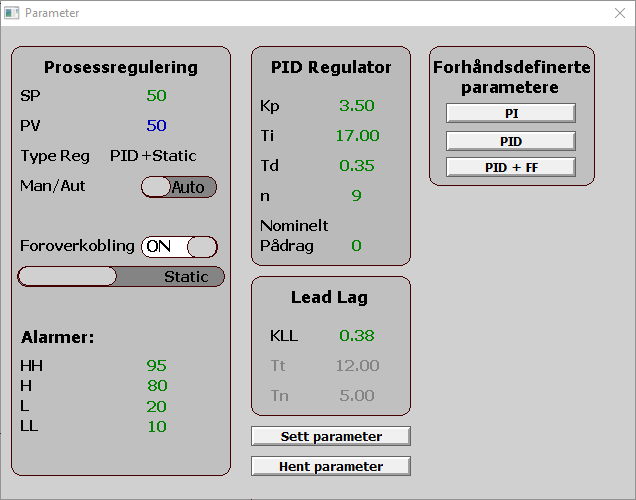 Parameter
Prosessregulering
SP 50
PV 50
Type Reg PID+Static
Man/Aut Auto
Foroverkobling ON
Static
Alarmer:
HH 95
H 80
L 20
LL 10
PID Regulator
Kp 3.50
Ti 17.00
Td 0.35
n 9
Nominelt
Pådrag 0
Lead Lag
KLL 0.38
Tt 12.00
Tn 5.00
Sett parameter
Hent parameter
Forhåndsdefinerte
parametere
PI
PID
PID + FF